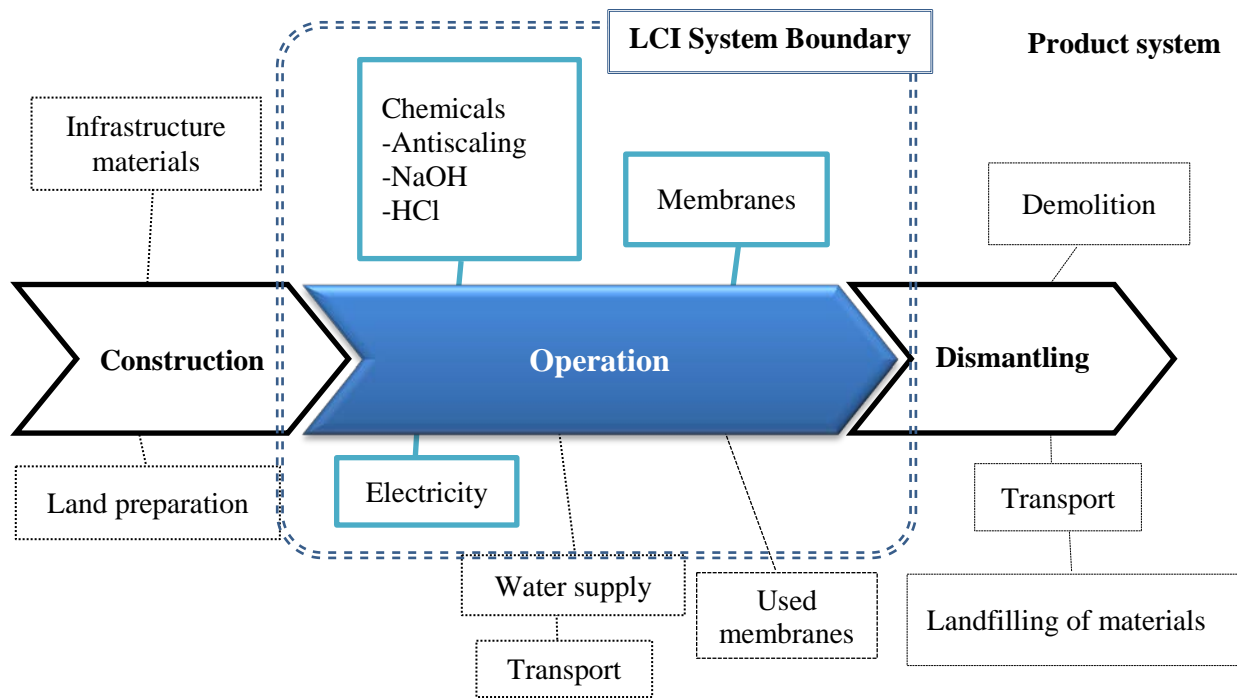 LCI System Boundary
Product system
Infrastructure
materials
Chemicals
-Antiscaling
-NaOH
-HCl
Membranes
Demolition
Construction
Operation
Dismantling
Land preparation
Electricity
Transport
Water supply
Used
membranes
Landfilling of materials
Transport